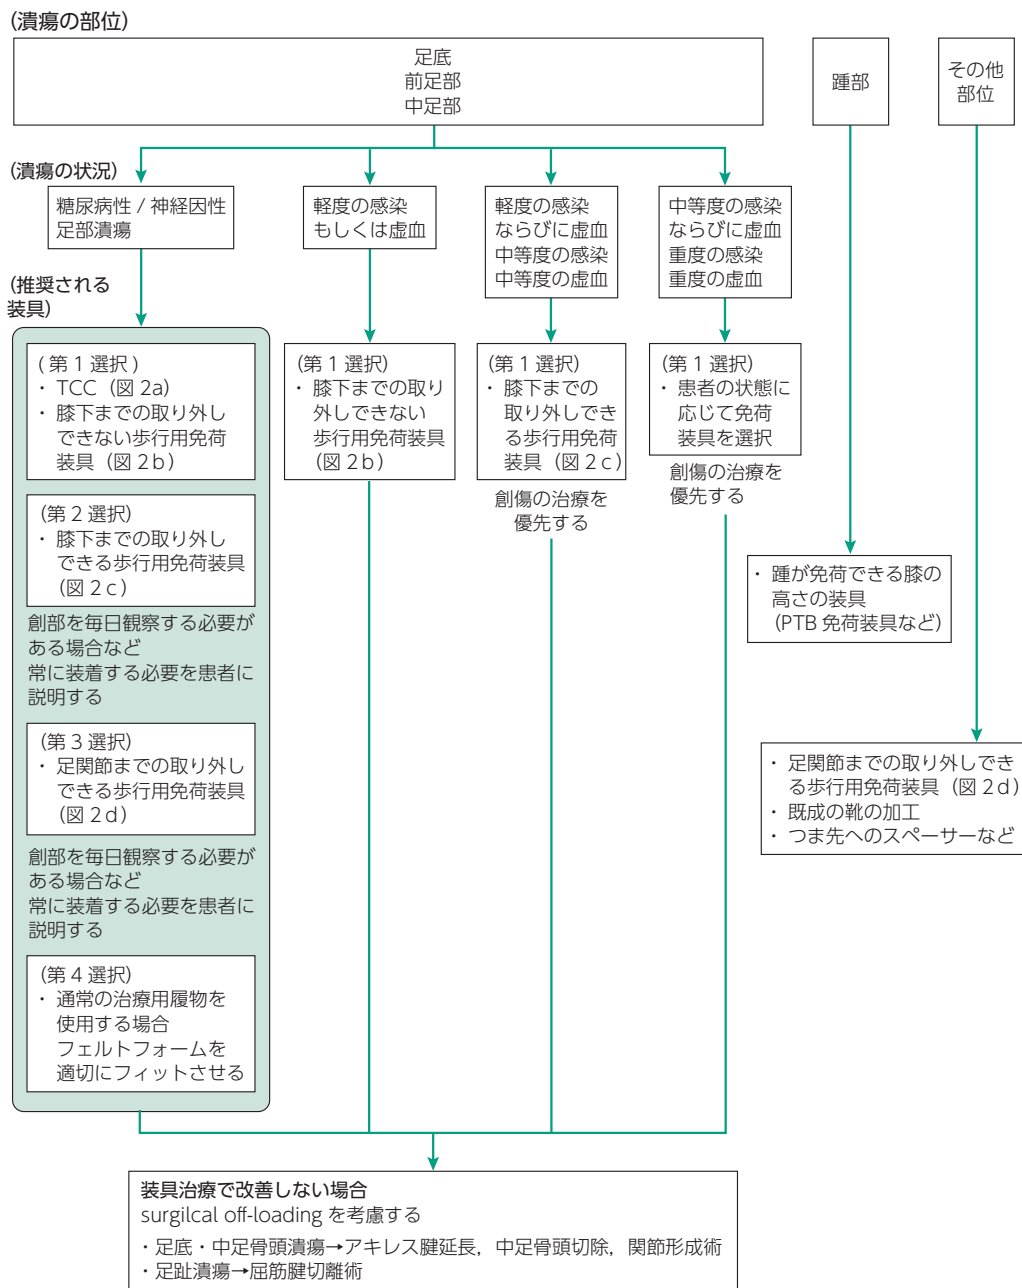 (潰瘍の部位)
足底
前足部
中足部
踵部
その他
部位
(潰瘍の状況)
糖尿病性 / 神経因性
足部潰瘍
軽度の感染
もしくは虚血
軽度の感染
ならびに虚血
中等度の感染
中等度の虚血
中等度の感染
ならびに虚血
重度の感染
重度の虚血
(推奨される
装具)
(第 1 選択)
・ TCC（図 2a）
・ 膝下までの取り外し
できない歩行用免荷
装具（図 2b）
(第 2 選択)
・ 膝下までの取り外し
できる歩行用免荷装具
（図 2c）
創部を毎日観察する必要が
ある場合など
常に装着する必要を患者に
説明する
(第 3 選択)
・ 足関節までの取り外し
できる歩行用免荷装具
（図 2d）
創部を毎日観察する必要が
ある場合など
常に装着する必要を患者に
説明する
(第 4 選択)
・ 通常の治療用履物を
使用する場合
フェルトフォームを
適切にフィットさせる
(第 1 選択)
・ 膝下までの取り
外しできない
歩行用免荷装具
（図 2b）
(第 1 選択)
・ 膝下までの
取り外しでき
る歩行用免荷
装具（図 2c）
創傷の治療を
優先する
(第 1 選択)
・ 患者の状態に
応じて免荷
装具を選択
創傷の治療を
優先する
・ 踵が免荷できる膝の
高さの装具
（PTB 免荷装具など）
・ 足関節までの取り外しでき
る歩行用免荷装具（図 2d）
・ 既成の靴の加工
・ つま先へのスペーサーなど
装具治療で改善しない場合
surgilcal off-loading を考慮する
・足底・中足骨頭潰瘍→アキレス腱延長，中足骨頭切除，関節形成術
・足趾潰瘍→屈筋腱切離術